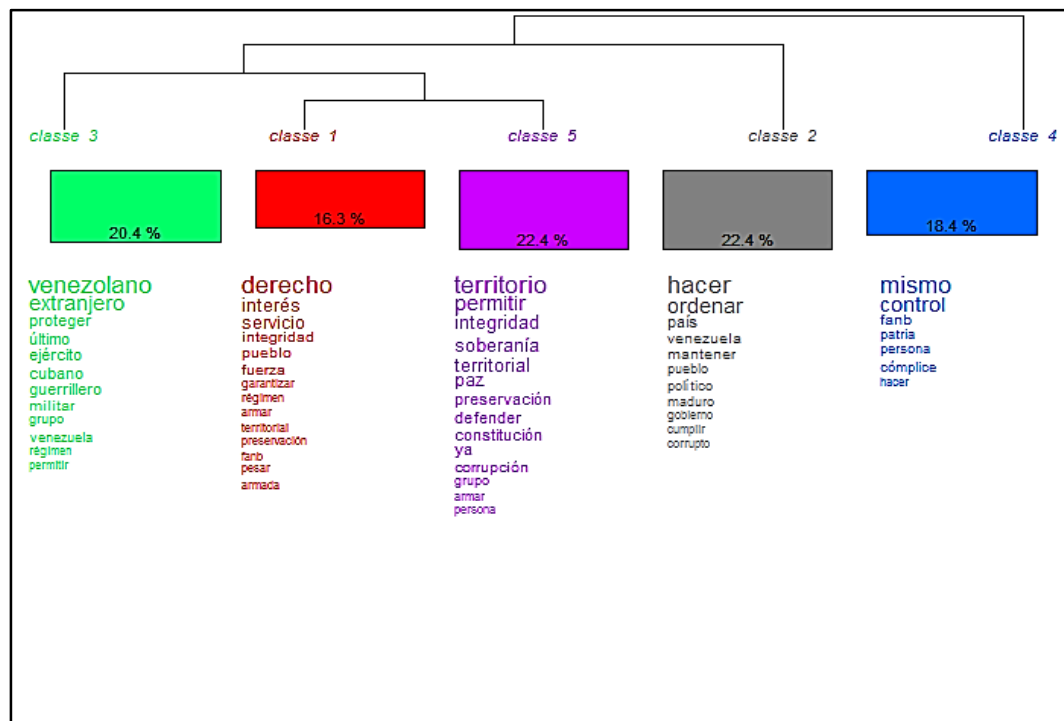 classe 3
classe 1
classe 5
classe 2
classe 4
20.4 %
16.3 %
22.4 %
22.4 %
18.4 %
venezolano
extranjero
proteger
último
ejército
cubano
guerrillero
militar
grupo
venezuela
régimen
permitir
derecho
interés
servicio
integridad
pueblo
fuerza
garantizar
régimen
armar
territorial
preservación
fanb
pesar
armada
territorio
permitir
integridad
soberanía
territorial
paz
preservación
defender
constitución
ya
corrupción
grupo
armar
persona
hacer
ordenar
país
venezuela
mantener
pueblo
político
maduro
gobierno
cumplir
corrupto
mismo
control
fanb
patria
persona
cómplice
hacer